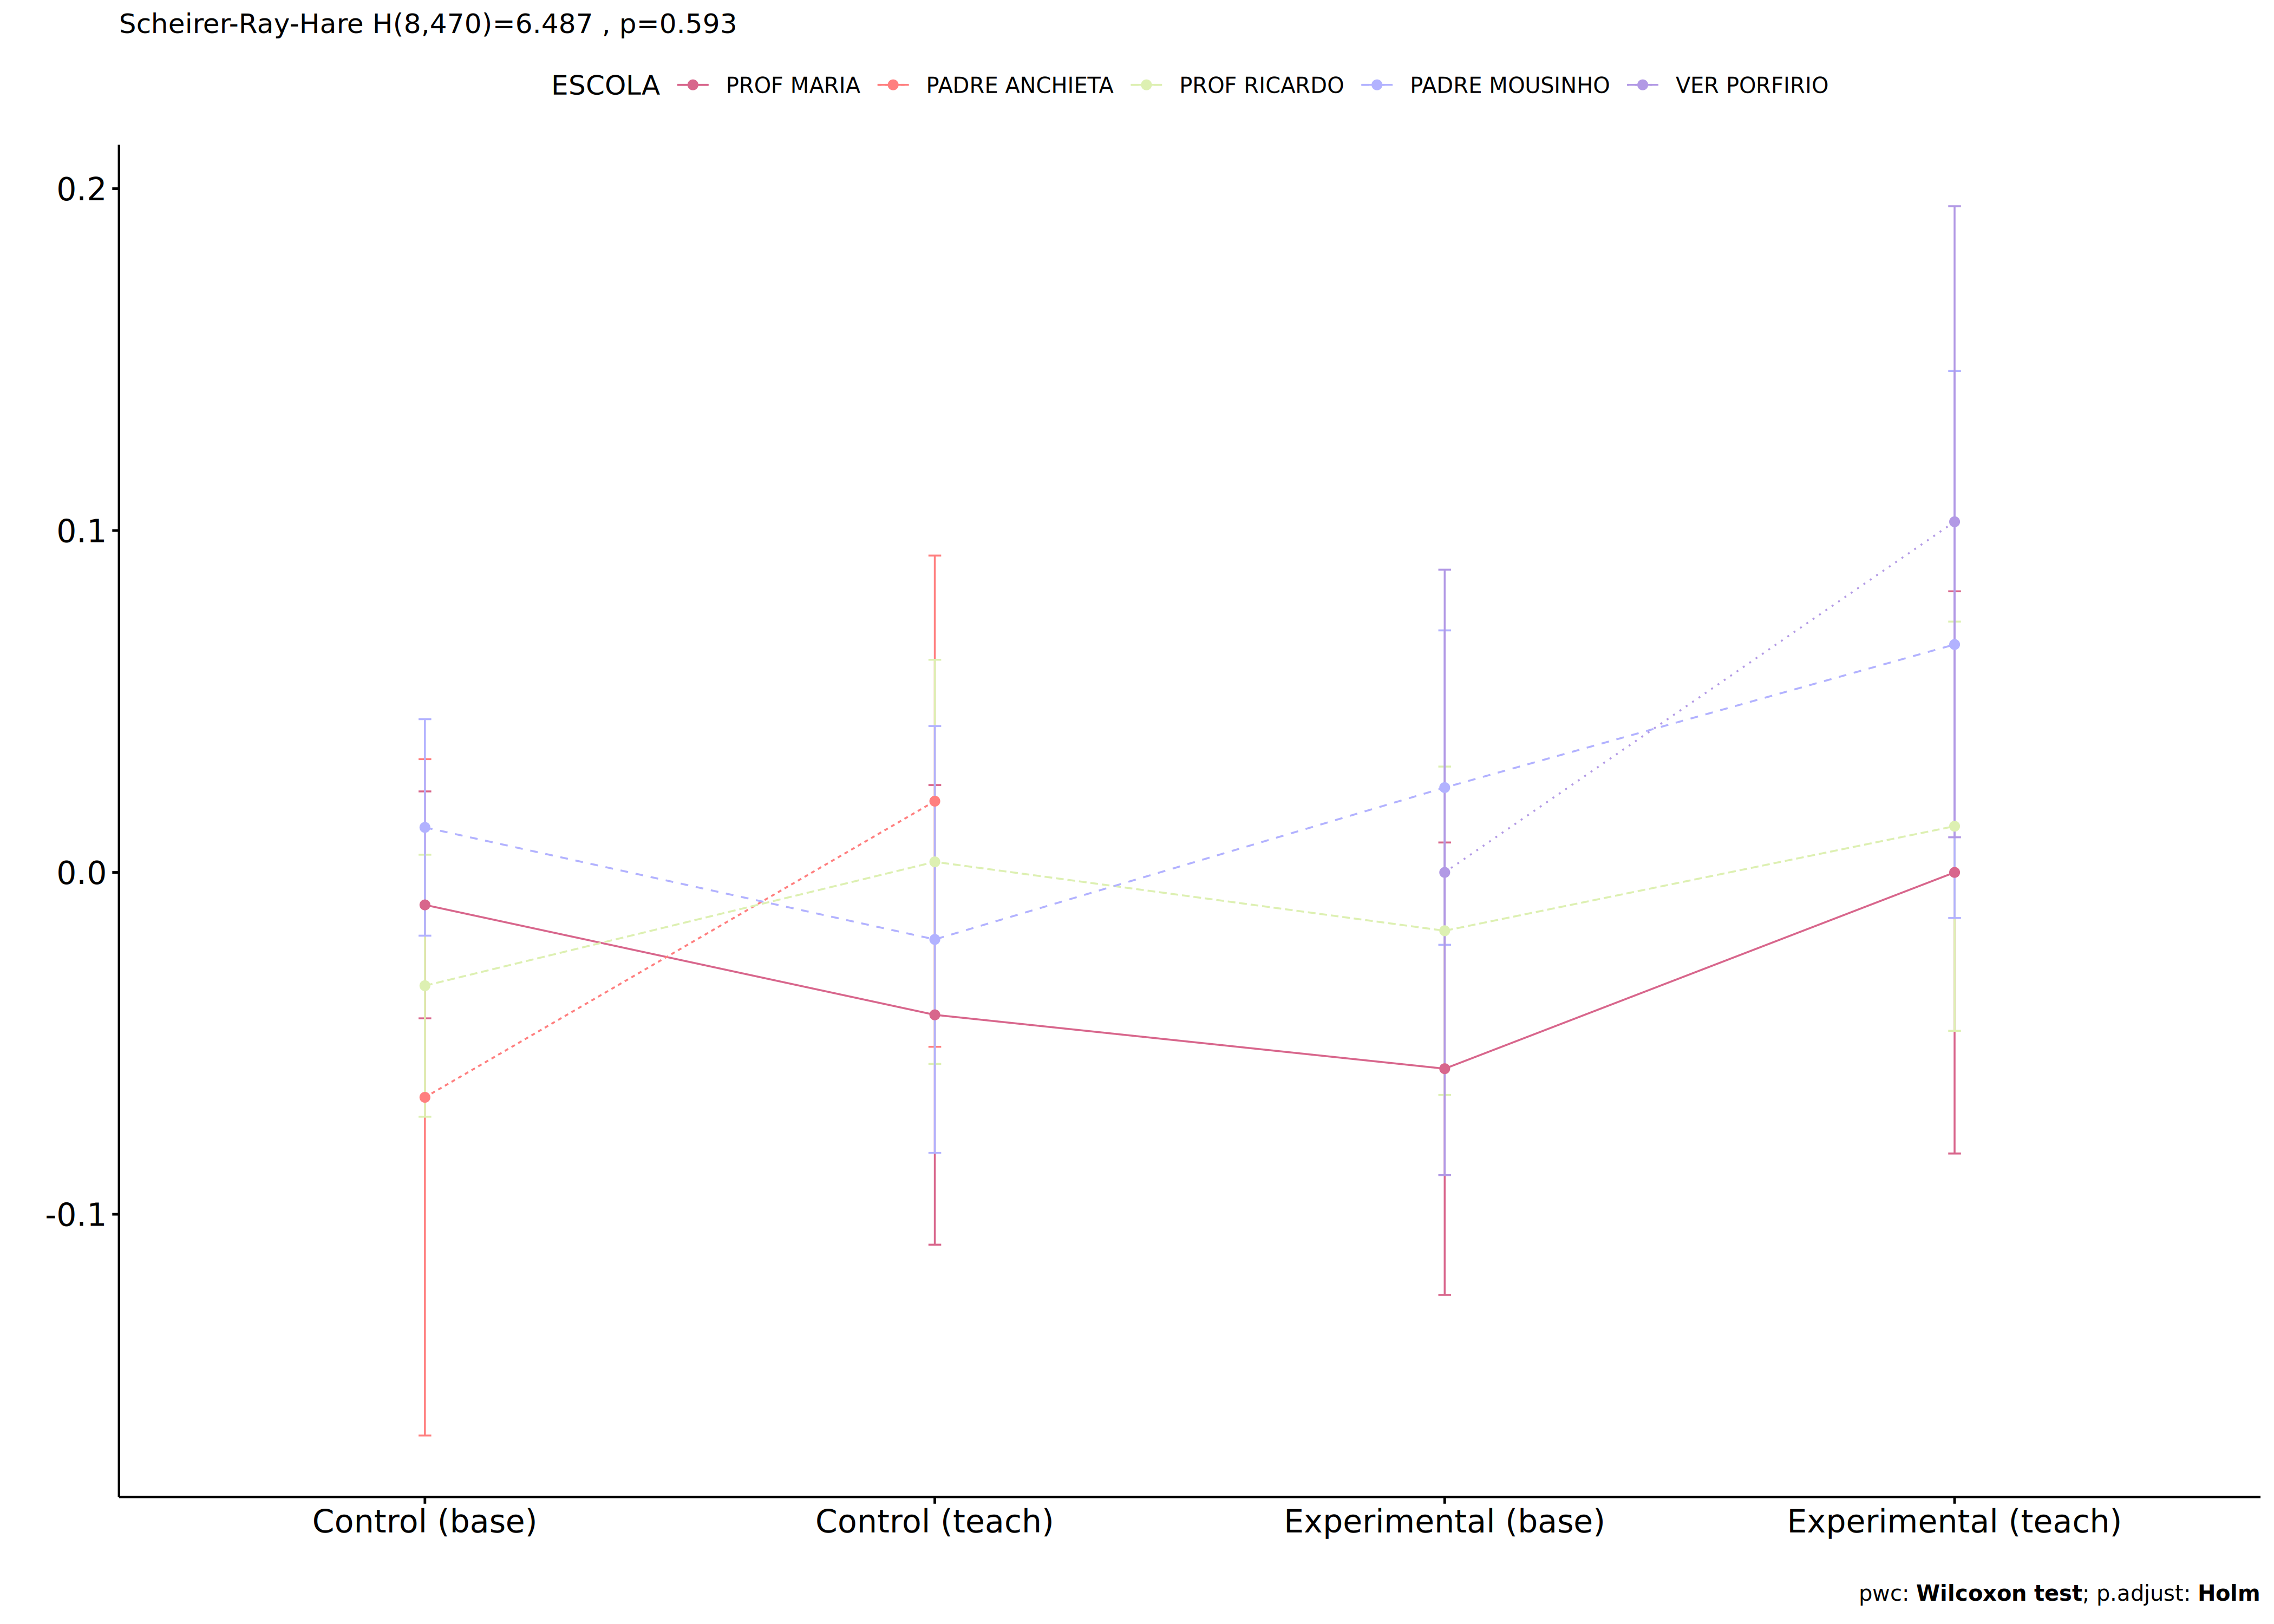 Scheirer-Ray-Hare H(8,470)=6.487 , p=0.593
ESCOLA PROF MARIA PADRE ANCHIETA PROF RICARDO PADRE MOUSINHO VER PORFIRIO
0.2
0.1
0.0
-0.1
Control (base) Control (teach) Experimental (base) Experimental (teach)
pwc: Wilcoxon test; p.adjust: Holm